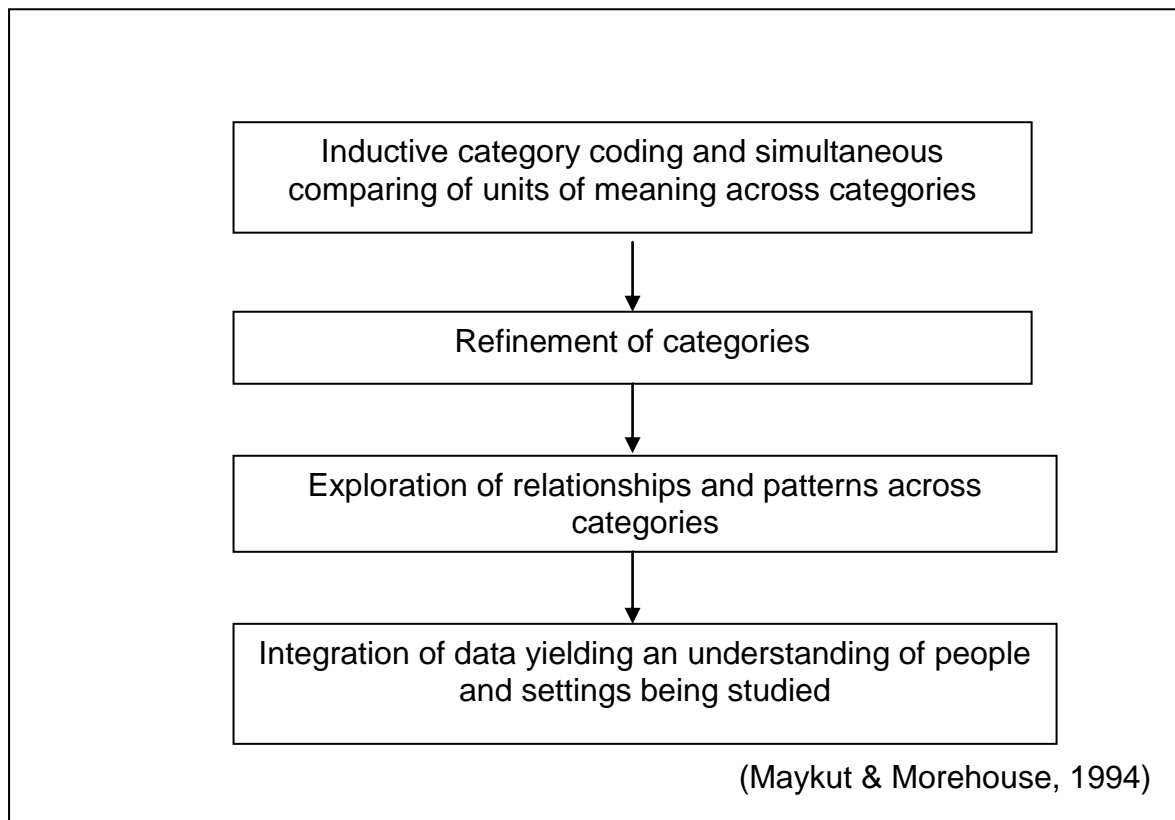 Inductive category coding and simultaneous
comparing of units of meaning across categories
Refinement of categories
Exploration of relationships and patterns across
categories
Integration of data yielding an understanding of people
and settings being studied
(Maykut & Morehouse, 1994)